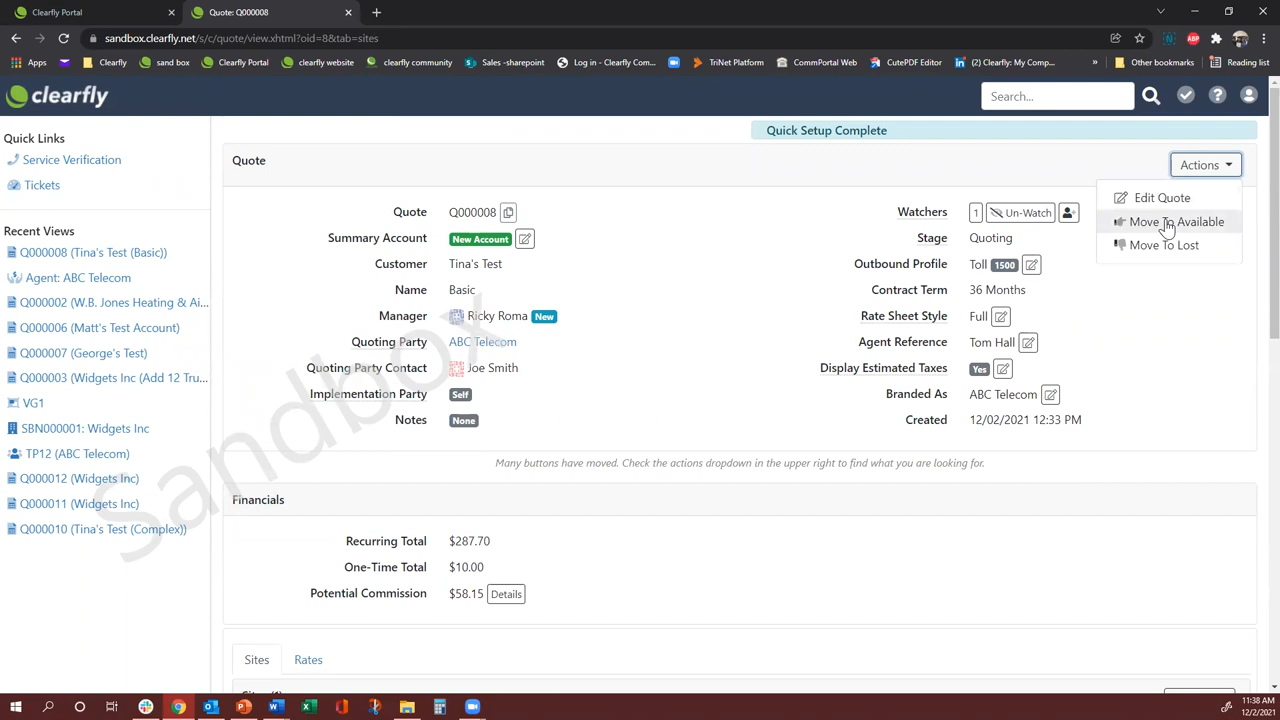 Clearfly Portal
Quote: Q000008
sandbox.clearfly.net/s/c/quote/view.xhtml?oid=8&tab=sites
Apps
Clearfly
sand box
Clearfly Portal
clearfly website
clearfly community
Sales -sharepoint
Log in - Clearfly Com...
TriNet Platform
CommPortal Web
CutePDF Editor
(2) Clearfly: My Comp...
»
Other bookmarks
Reading list
clearfly
Search...
Quick Links
Service Verification
Tickets
Recent Views
Q000008 (Tina's Test (Basic))
Agent: ABC Telecom
Q000002 (W.B. Jones Heating & Ai...
Q000006 (Matt's Test Account)
Q000007 (George's Test)
Q000003 (Widgets Inc (Add 12 Tru...
VG1
SBN000001: Widgets Inc
TP12 (ABC Telecom)
Q000012 (Widgets Inc)
Q000011 (Widgets Inc)
Q000010 (Tina's Test (Complex))
Quick Setup Complete
Quote
Actions
Edit Quote
Move To Available
Move To Lost
Quote Q000008
Summary Account New Account
Customer Tina's Test
Name Basic
Manager Ricky Roma New
Quoting Party ABC Telecom
Quoting Party Contact Joe Smith
Implementation Party Self
Notes None
Watchers 1 Un-Watch
Stage Quoting
Outbound Profile Toll 1500
Contract Term 36 Months
Rate Sheet Style Full
Agent Reference Tom Hall
Display Estimated Taxes Yes
Branded As ABC Telecom
Created 12/02/2021 12:33 PM
Many buttons have moved. Check the actions dropdown in the upper right to find what you are looking for.
Financials
Recurring Total $287.70
One-Time Total $10.00
Potential Commission $58.15 Details
Sites Rates
Sandbox
11:38 AM
12/2/2021